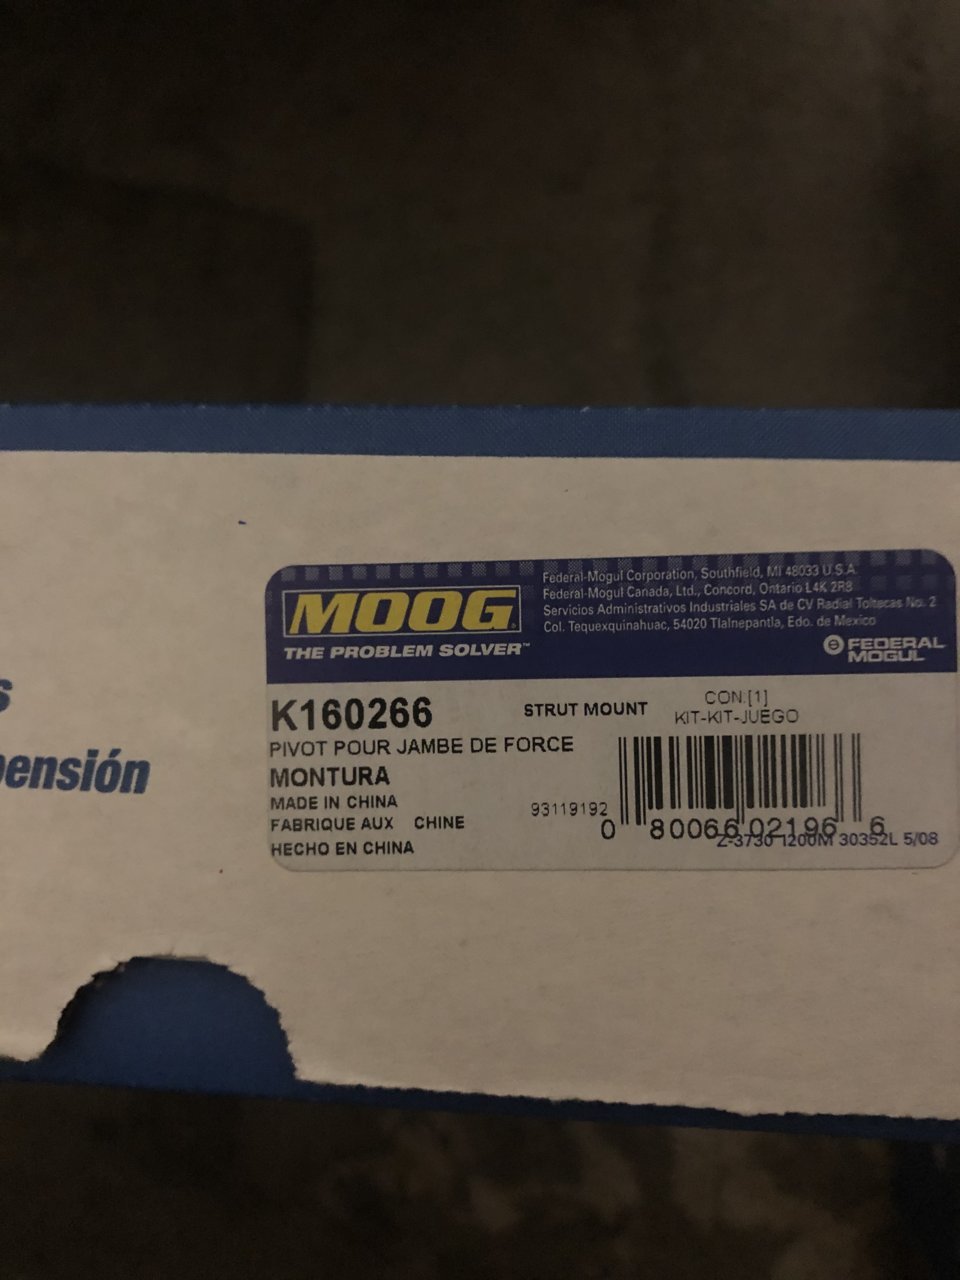 s
pensión
MOOG
THE PROBLEM SOLVER™
Federal-Mogul Corporation, Southfield, MI 48033 U.S.A.
Federal-Mogul Canada, Ltd., Concord, Ontario L4K 2R8
Servicios Administrativos Industriales SA de CV Radial Toltecas No. 2
Col. Tequexquinahuac, 54020 Tlalnepantla, Edo. de Mexico
FEDERAL
MOGUL
K160266
STRUT MOUNT
CON.[1]
KIT-KIT-JUEGO
PIVOT POUR JAMBE DE FORCE
MONTURA
MADE IN CHINA
FABRIQUE AUX CHINE
HECHO EN CHINA
93119192
0 80066 02196 6
Z-3730 1200M 30352L 5/08